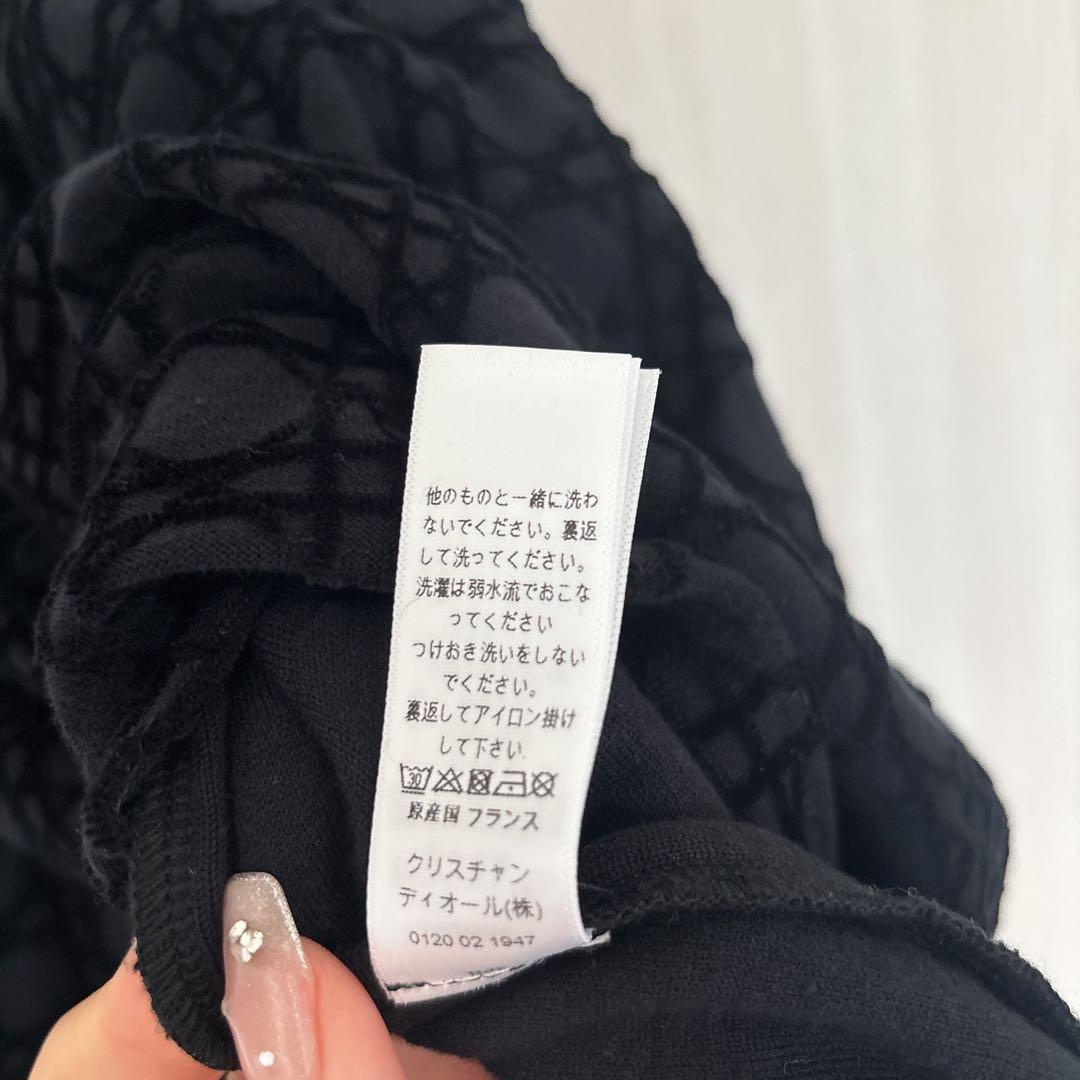 他のものと一緒に洗わ
ないでください。裏返
して洗ってください。
洗濯は弱水流でおこな
ってください
つけおき洗いをしない
でください。
裏返してアイロン掛け
して下さい.
30
原産国 フランス
クリスチャン
ディオール(株)
0120 02 1947